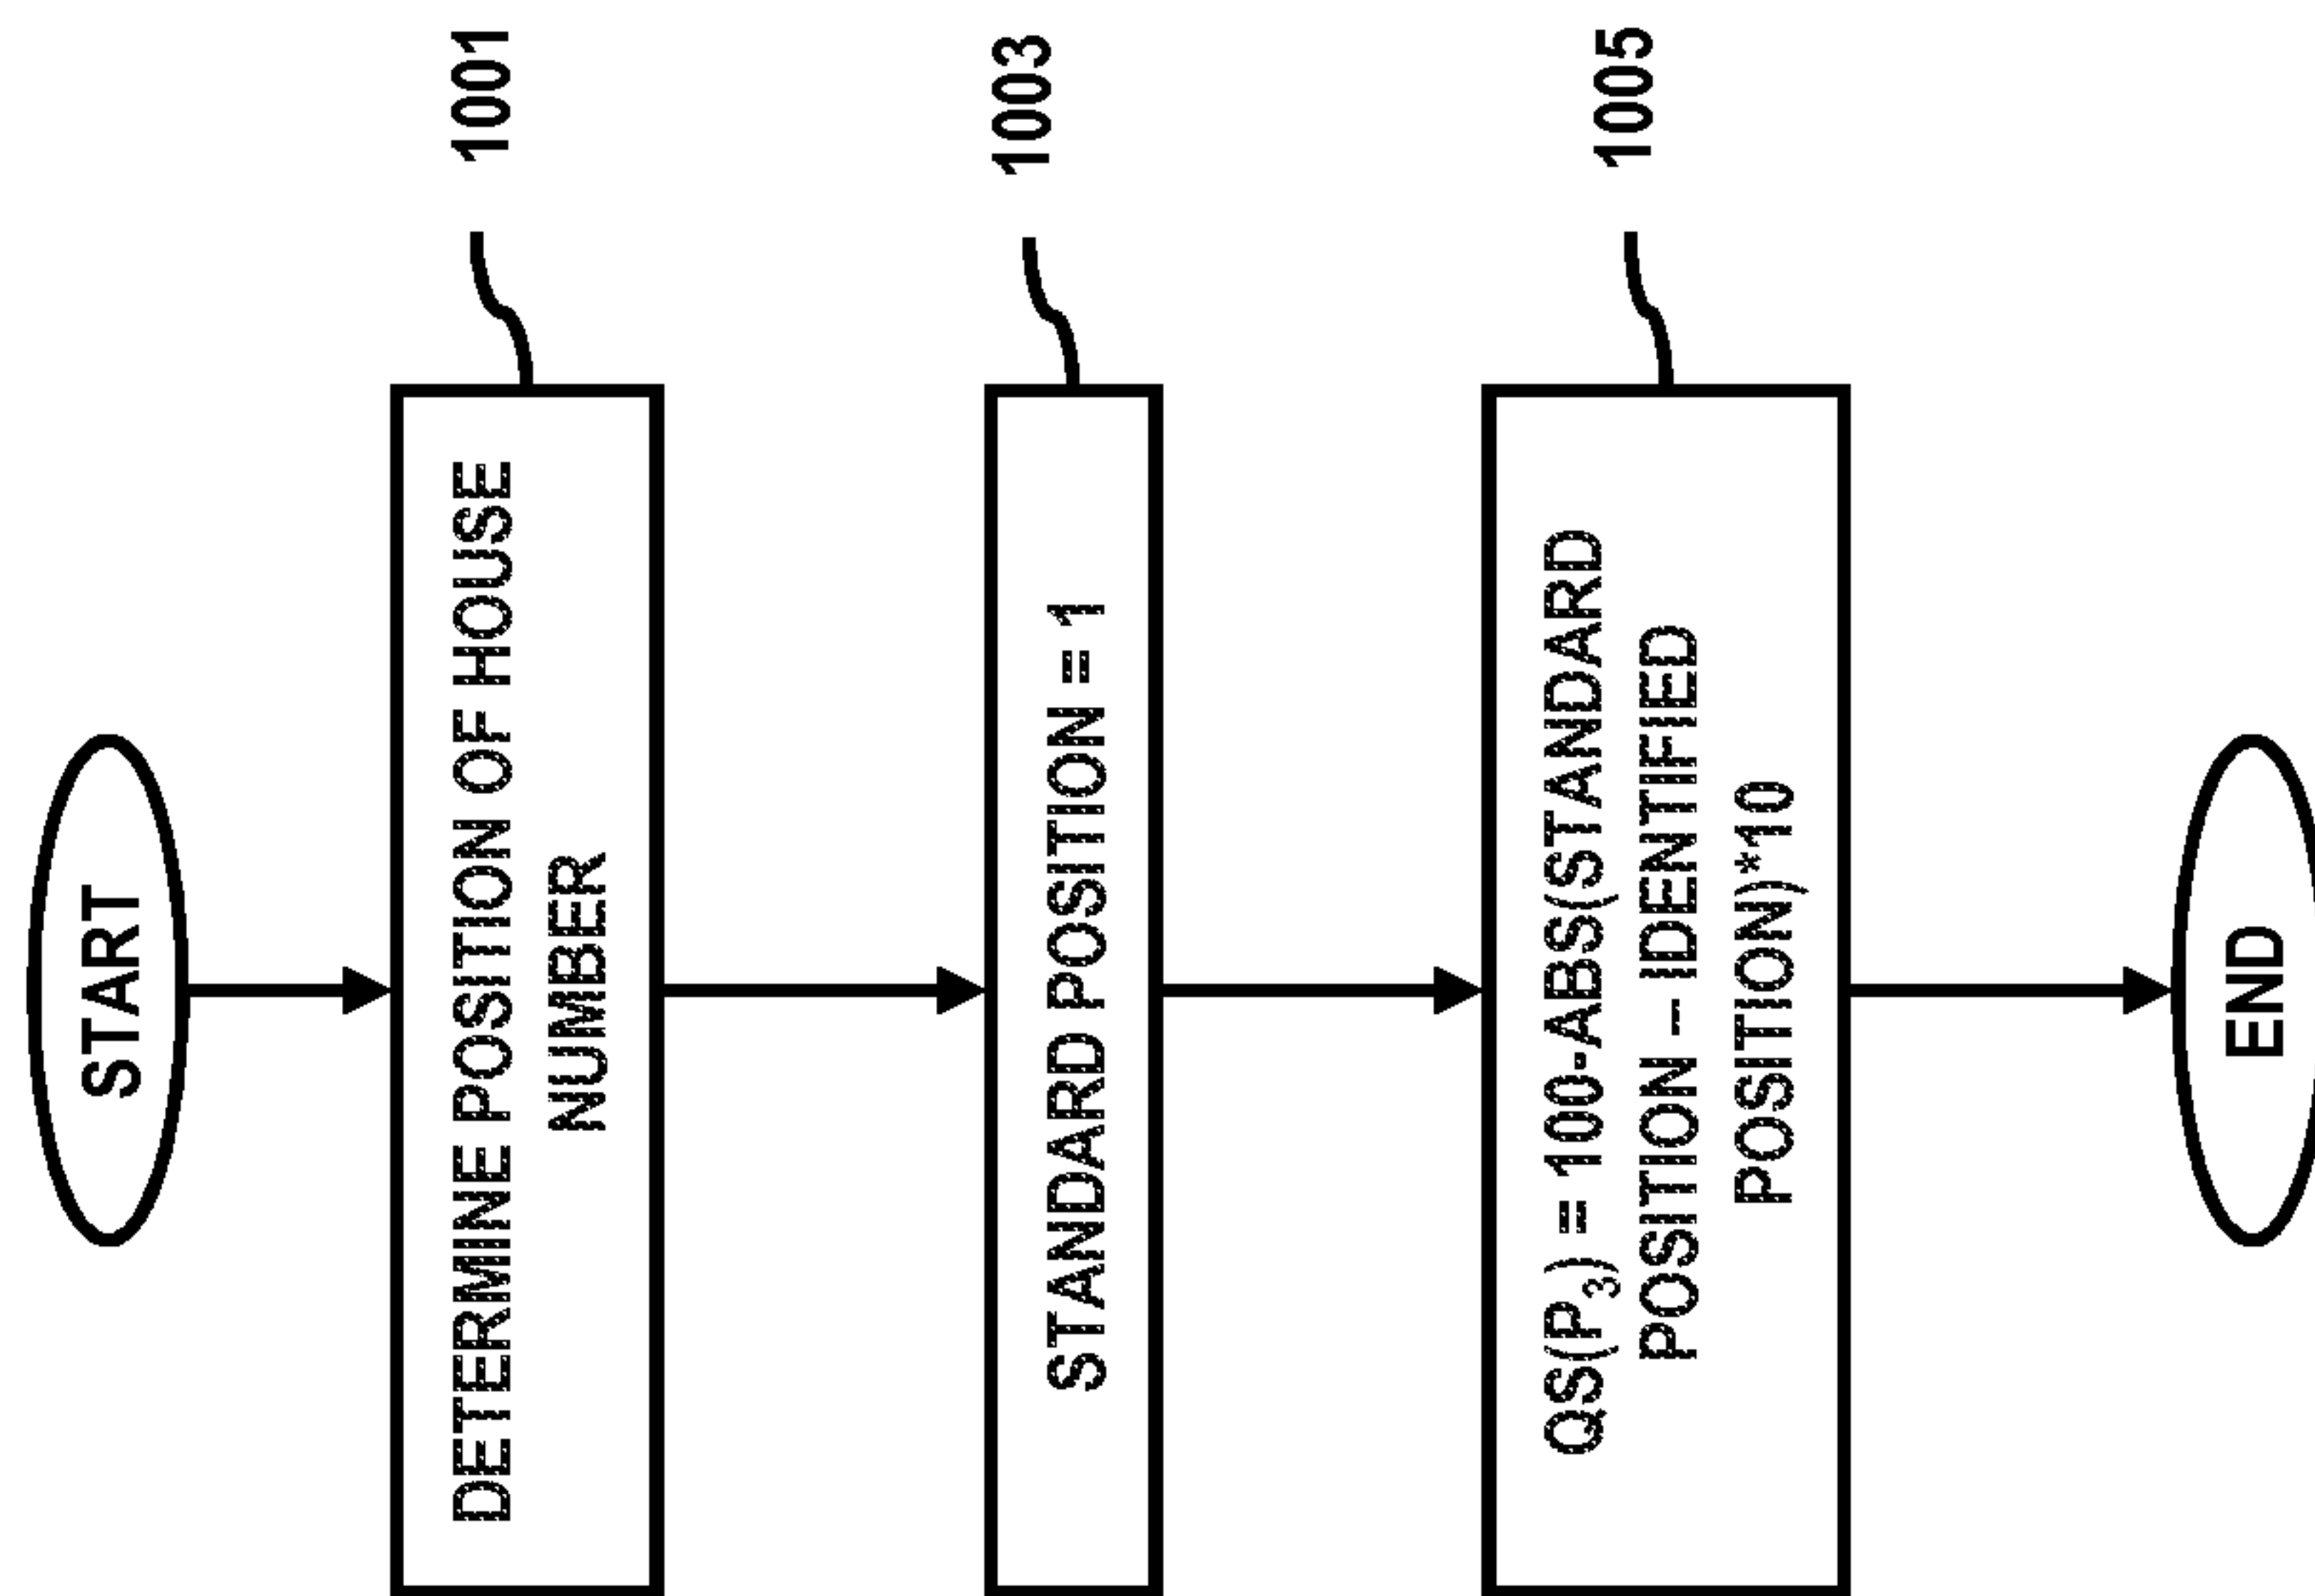 START
DETERMINE POSITION OF HOUSE
NUMBER
1001
STANDARD POSITION = 1
1003
QS(P₃) = 100-ABS(STANDARD
POSITION – IDENTIFIED
POSITION)*10
1005
END